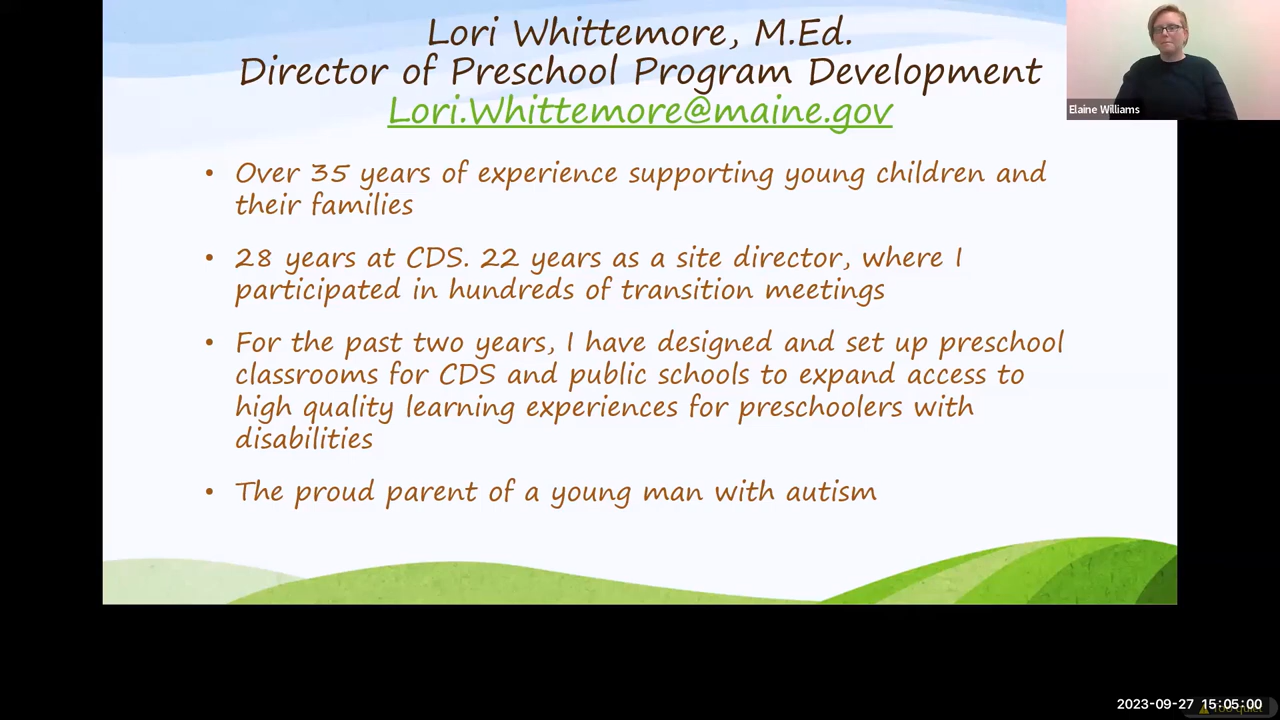 Lori Whittemore, M.Ed.
Director of Preschool Program Development
Lori.Whittemore@maine.gov
Elaine Williams
• Over 35 years of experience supporting young children and
their families
• 28 years at CDS. 22 years as a site director, where I
participated in hundreds of transition meetings
• For the past two years, I have designed and set up preschool
classrooms for CDS and public schools to expand access to
high quality learning experiences for preschoolers with
disabilities
• The proud parent of a young man with autism
2023-09-27 15:05:00